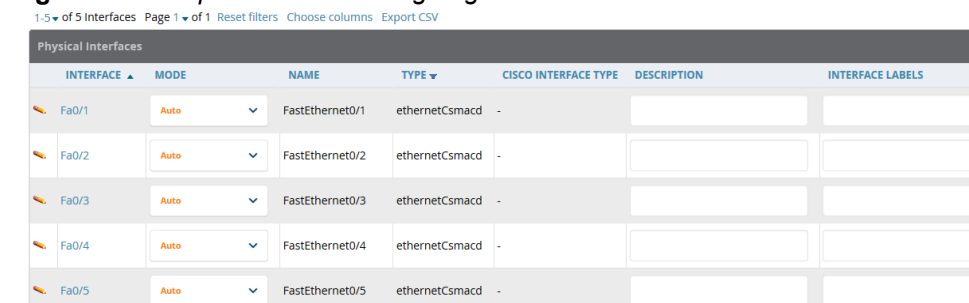 1-5 of 5 Interfaces Page 1 of 1 Reset filters Choose columns Export CSV
Physical Interfaces
INTERFACE MODE NAME TYPE CISCO INTERFACE TYPE DESCRIPTION INTERFACE LABELS
Fa0/1 Auto FastEthernet0/1 ethernetCsmacd -
Fa0/2 Auto FastEthernet0/2 ethernetCsmacd -
Fa0/3 Auto FastEthernet0/3 ethernetCsmacd -
Fa0/4 Auto FastEthernet0/4 ethernetCsmacd -
Fa0/5 Auto FastEthernet0/5 ethernetCsmacd -